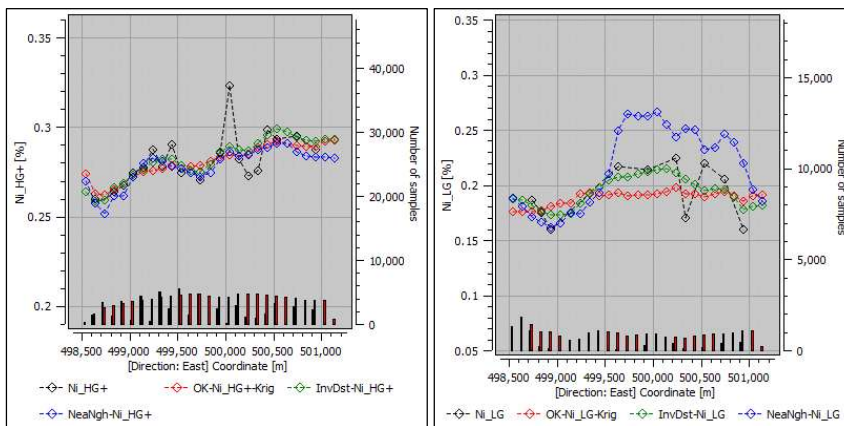 0.35
0.3
0.25
0.2
Ni_HG+ [%]
40,000
30,000
20,000
10,000
0
Number of samples
498,500 499,000 499,500 500,000 500,500 501,000
[Direction: East] Coordinate [m]
Ni_HG+ OK-Ni_HG++Krig InvDst-Ni_HG+
NeaNgh-Ni_HG+
0.35
0.3
0.25
0.2
0.15
0.1
0.05
Ni_LG [%]
15,000
10,000
5,000
0
Number of samples
498,500 499,000 499,500 500,000 500,500 501,000
[Direction: East] Coordinate [m]
Ni_LG OK-Ni_LG-Krig InvDst-Ni_LG NeaNgh-Ni_LG